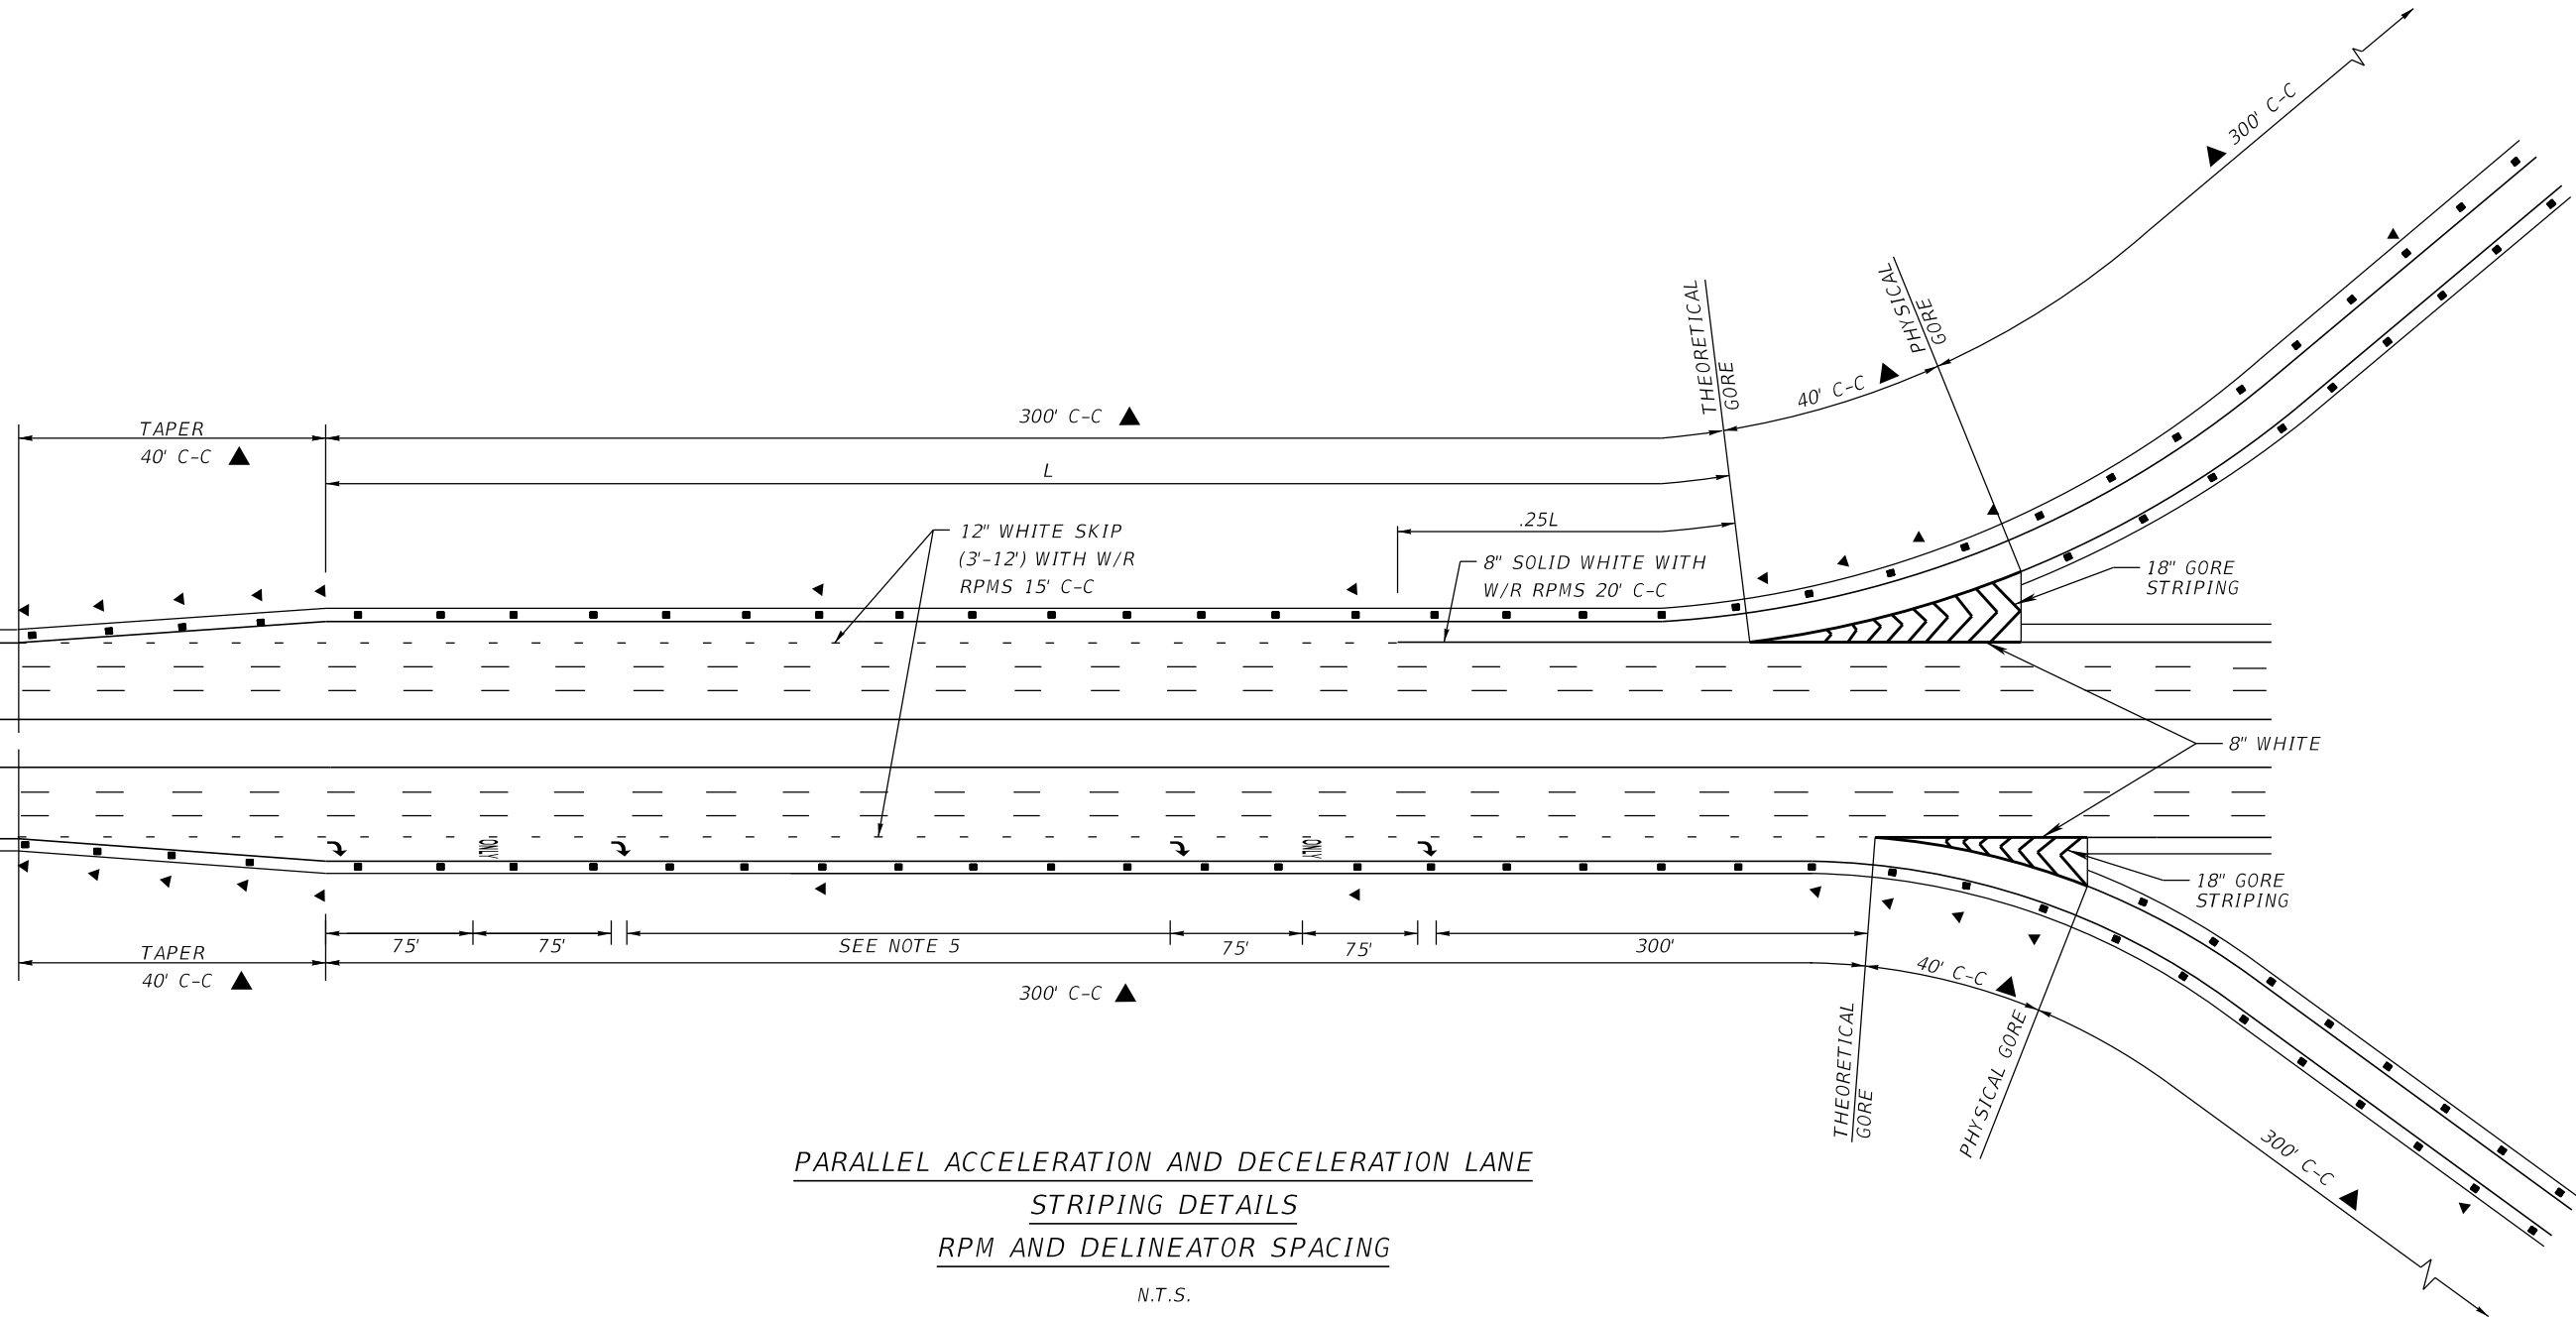 300' C-C
PHYSICAL
GORE
THEORETICAL
GORE
40' C-C
TAPER
40' C-C
300' C-C
L
.25L
12" WHITE SKIP
(3'-12') WITH W/R
RPMS 15' C-C
8" SOLID WHITE WITH
W/R RPMS 20' C-C
18" GORE
STRIPING
8" WHITE
ONLY
ONLY
18" GORE
STRIPING
75'
75'
SEE NOTE 5
75'
75'
300'
TAPER
40' C-C
300' C-C
40' C-C
THEORETICAL
GORE
PHYSICAL GORE
300' C-C
PARALLEL ACCELERATION AND DECELERATION LANE
STRIPING DETAILS
RPM AND DELINEATOR SPACING
N.T.S.